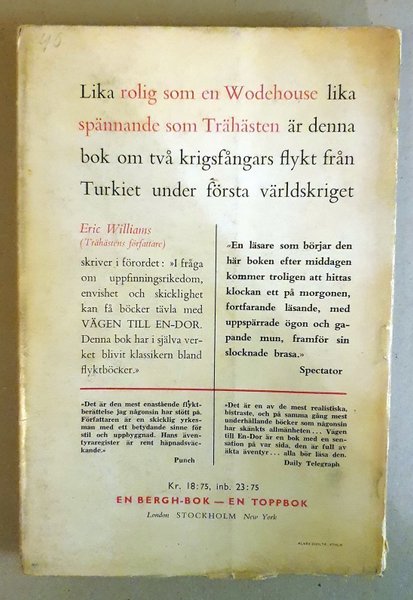 Lika rolig som en Wodehouse lika
spännande som Trähästen är denna
bok om två krigsfångars flykt från
Turkiet under första världskriget
Eric Williams
(Trähästens författare)
skriver i förordet: »I fråga
om uppfinningsrikedom,
envishet och skicklighet
kan få böcker tävla med
VÄGEN TILL EN-DOR.
Denna bok har i själva ver-
ket blivit klassikern bland
flyktböcker.»
«En läsare som börjar den
här boken efter middagen
kommer troligen att hittas
klockan ett på morgonen,
fortfarande läsande, med
uppspärrade ögon och ga-
pande mun, framför sin
slocknade brasa.»
Spectator
«Det är den mest enastående flykt-
berättelse jag någonsin har stött på.
Författaren är en skicklig yrkes-
man med ett betydande sinne för
stil och uppbyggnad. Hans även-
tyraregister är rent häpnadsväc-
kande.»
Punch
»Det är en av de mest realistiska,
bistraste, och på samma gång mest
underhållande böcker som någonsin
har skänkts allmänheten... Vägen
till En-Dor är en bok med en sen-
sation på var sida, den är full av
äkta äventyr... alla bör läsa den.
Daily Telegraph
Kr. 18:75, inb. 23:75
EN BERGH-BOK — EN TOPPBOK
London STOCKHOLM New York